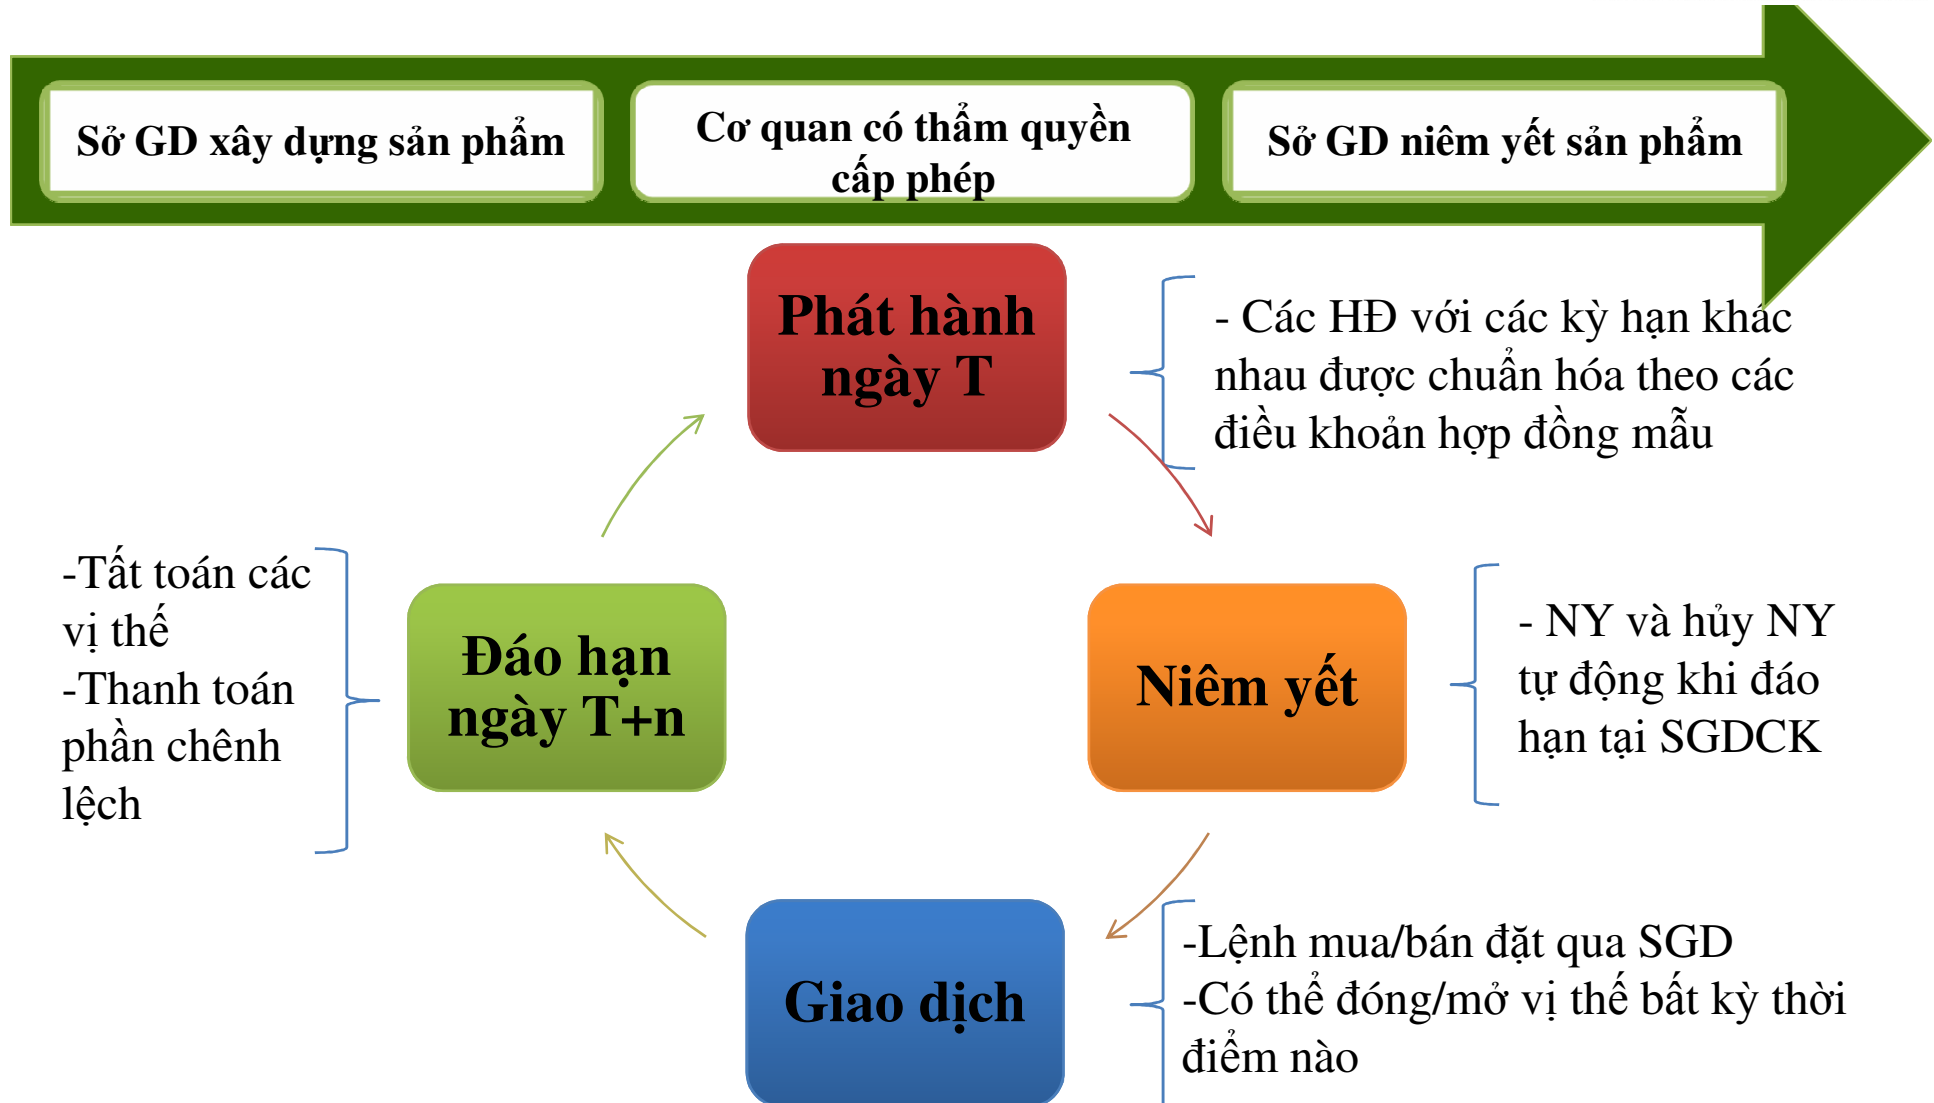 Sở GD xây dựng sản phẩm
Cơ quan có thẩm quyền
cấp phép
Sở GD niêm yết sản phẩm
Phát hành
ngày T
- Các HĐ với các kỳ hạn khác
nhau được chuẩn hóa theo các
điều khoản hợp đồng mẫu
-Tất toán các
vị thế
-Thanh toán
phần chênh
lệch
Đáo hạn
ngày T+n
Niêm yết
- NY và hủy NY
tự động khi đáo
hạn tại SGDCK
Giao dịch
-Lệnh mua/bán đặt qua SGD
-Có thể đóng/mở vị thế bất kỳ thời
điểm nào